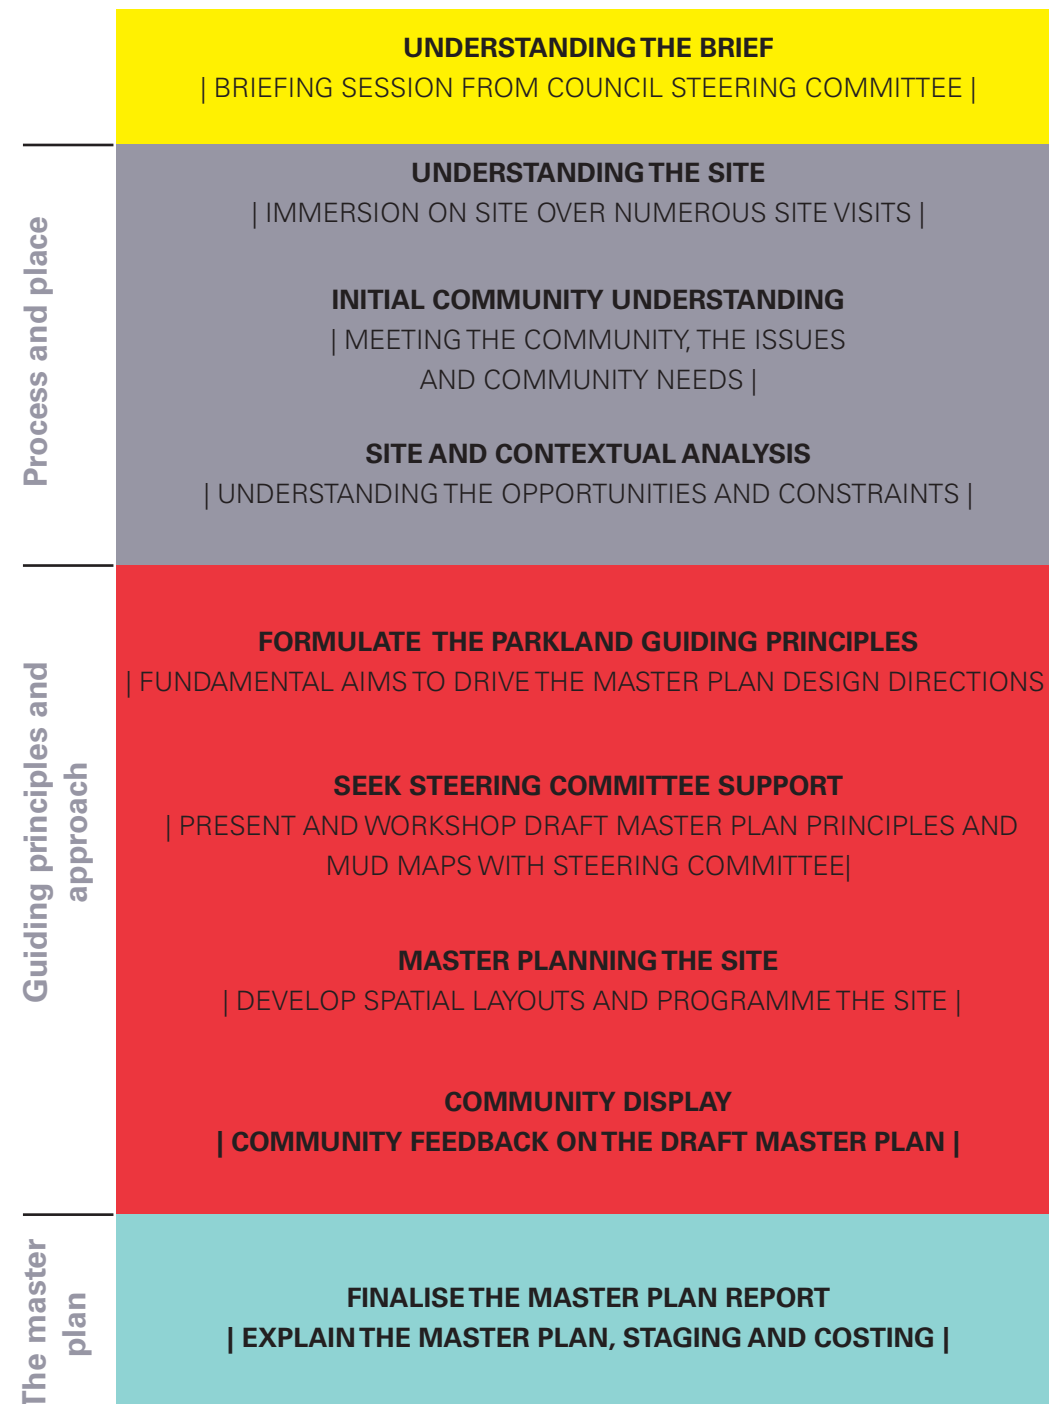 UNDERSTANDING THE BRIEF
| BRIEFING SESSION FROM COUNCIL STEERING COMMITTEE |
Process and place
UNDERSTANDING THE SITE
| IMMERSION ON SITE OVER NUMEROUS SITE VISITS |
INITIAL COMMUNITY UNDERSTANDING
| MEETING THE COMMUNITY, THE ISSUES
AND COMMUNITY NEEDS |
SITE AND CONTEXTUAL ANALYSIS
| UNDERSTANDING THE OPPORTUNITIES AND CONSTRAINTS |
Guiding principles and
approach
FORMULATE THE PARKLAND GUIDING PRINCIPLES
| FUNDAMENTAL AIMS TO DRIVE THE MASTER PLAN DESIGN DIRECTIONS
SEEK STEERING COMMITTEE SUPPORT
| PRESENT AND WORKSHOP DRAFT MASTER PLAN PRINCIPLES AND
MUD MAPS WITH STEERING COMMITTEE|
MASTER PLANNING THE SITE
| DEVELOP SPATIAL LAYOUTS AND PROGRAMME THE SITE |
COMMUNITY DISPLAY
| COMMUNITY FEEDBACK ON THE DRAFT MASTER PLAN |
The master
plan
FINALISE THE MASTER PLAN REPORT
| EXPLAIN THE MASTER PLAN, STAGING AND COSTING |